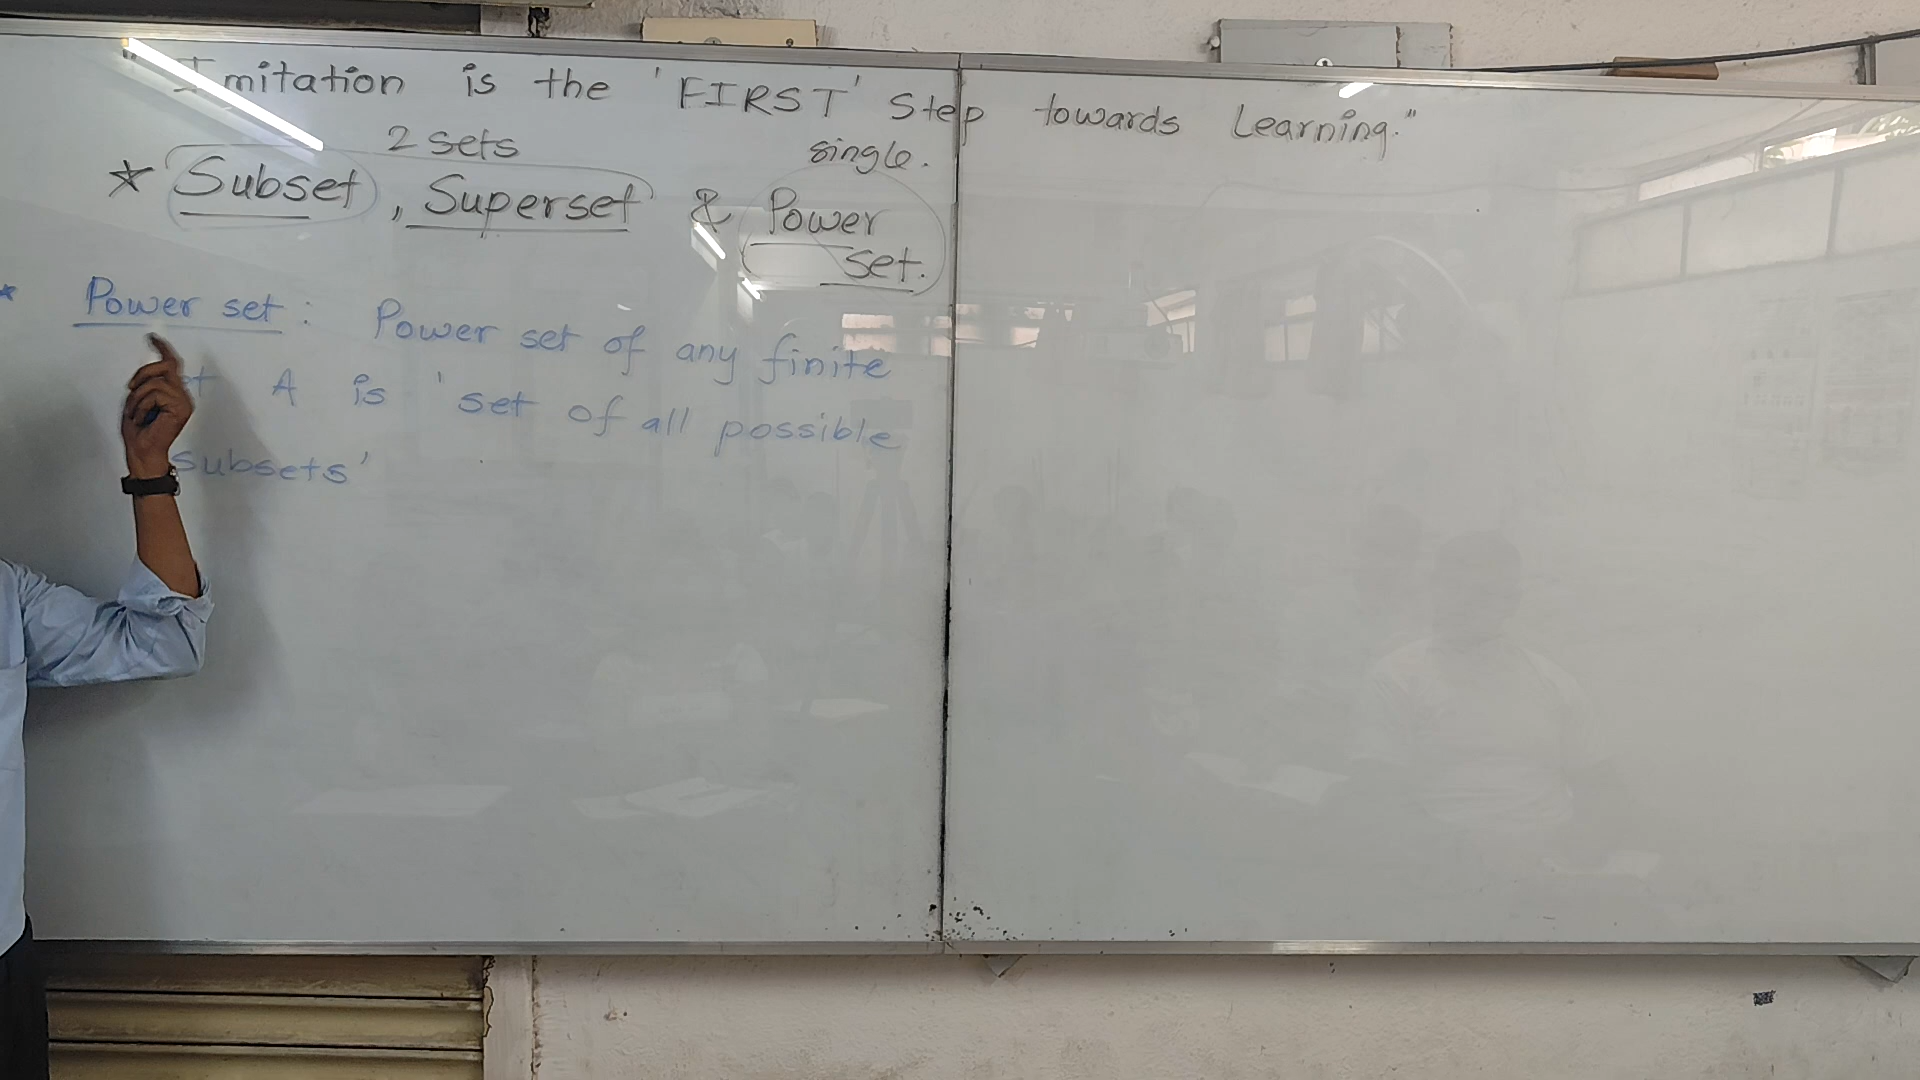 "Imitation is the 'FIRST' Step towards Learning."
2 sets single.
* Subset, Superset & Power
set.
* Power set: Power set of any finite
A is 'set of all possible
subsets'